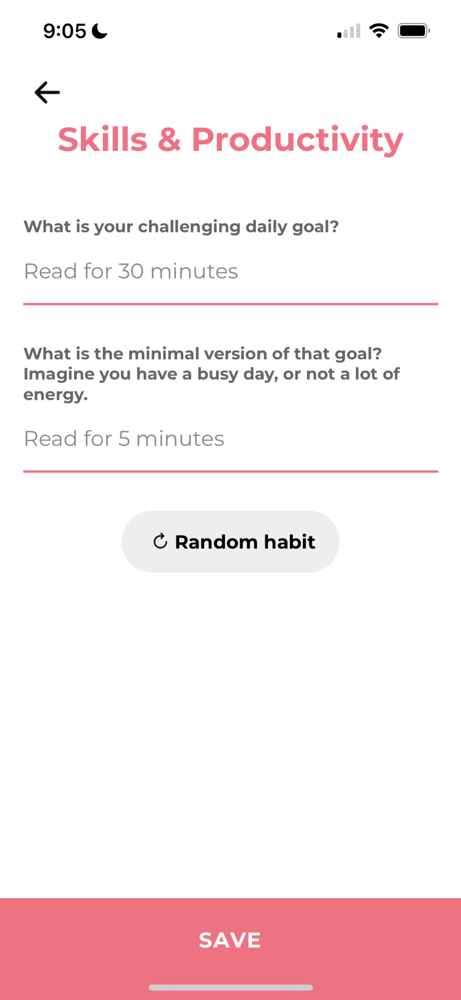 9:05
Skills & Productivity
What is your challenging daily goal?
Read for 30 minutes
What is the minimal version of that goal?
Imagine you have a busy day, or not a lot of
energy.
Read for 5 minutes
Random habit
SAVE